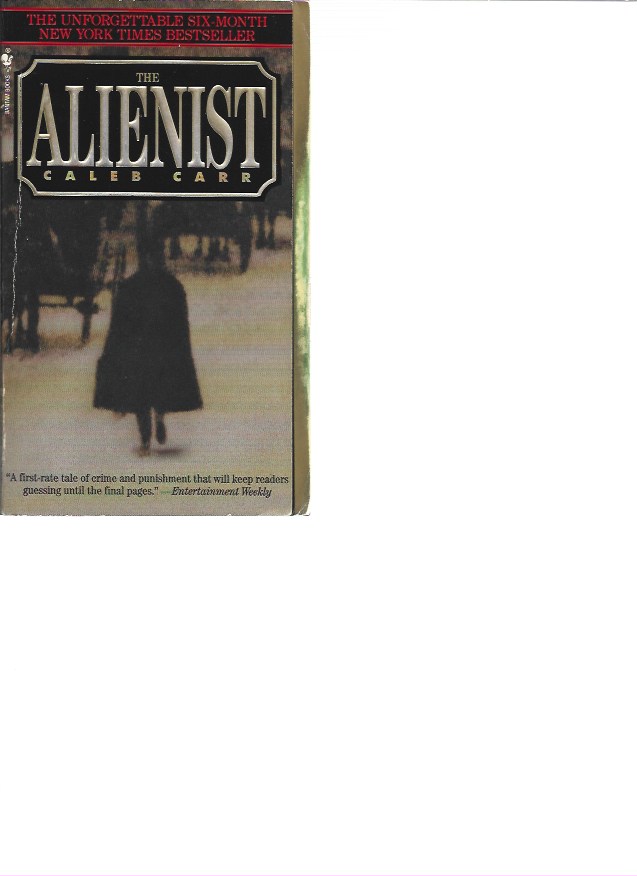 THE UNFORGETTABLE SIX-MONTH
NEW YORK TIMES BESTSELLER
THE
ALIENIST
CALEB CARR
"A first-rate tale of crime and punishment that will keep readers
guessing until the final pages." —Entertainment Weekly